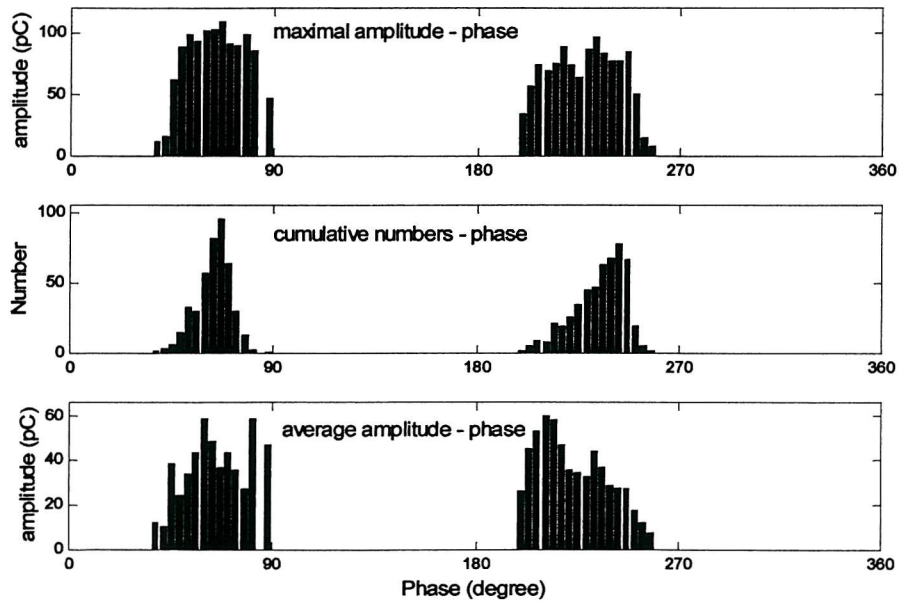 amplitude (pC)
100
50
0
maximal amplitude - phase
0 90 180 270 360
Number
100
50
0
cumulative numbers - phase
0 90 180 270 360
amplitude (pC)
60
40
20
0
average amplitude - phase
0 90 180 270 360
Phase (degree)